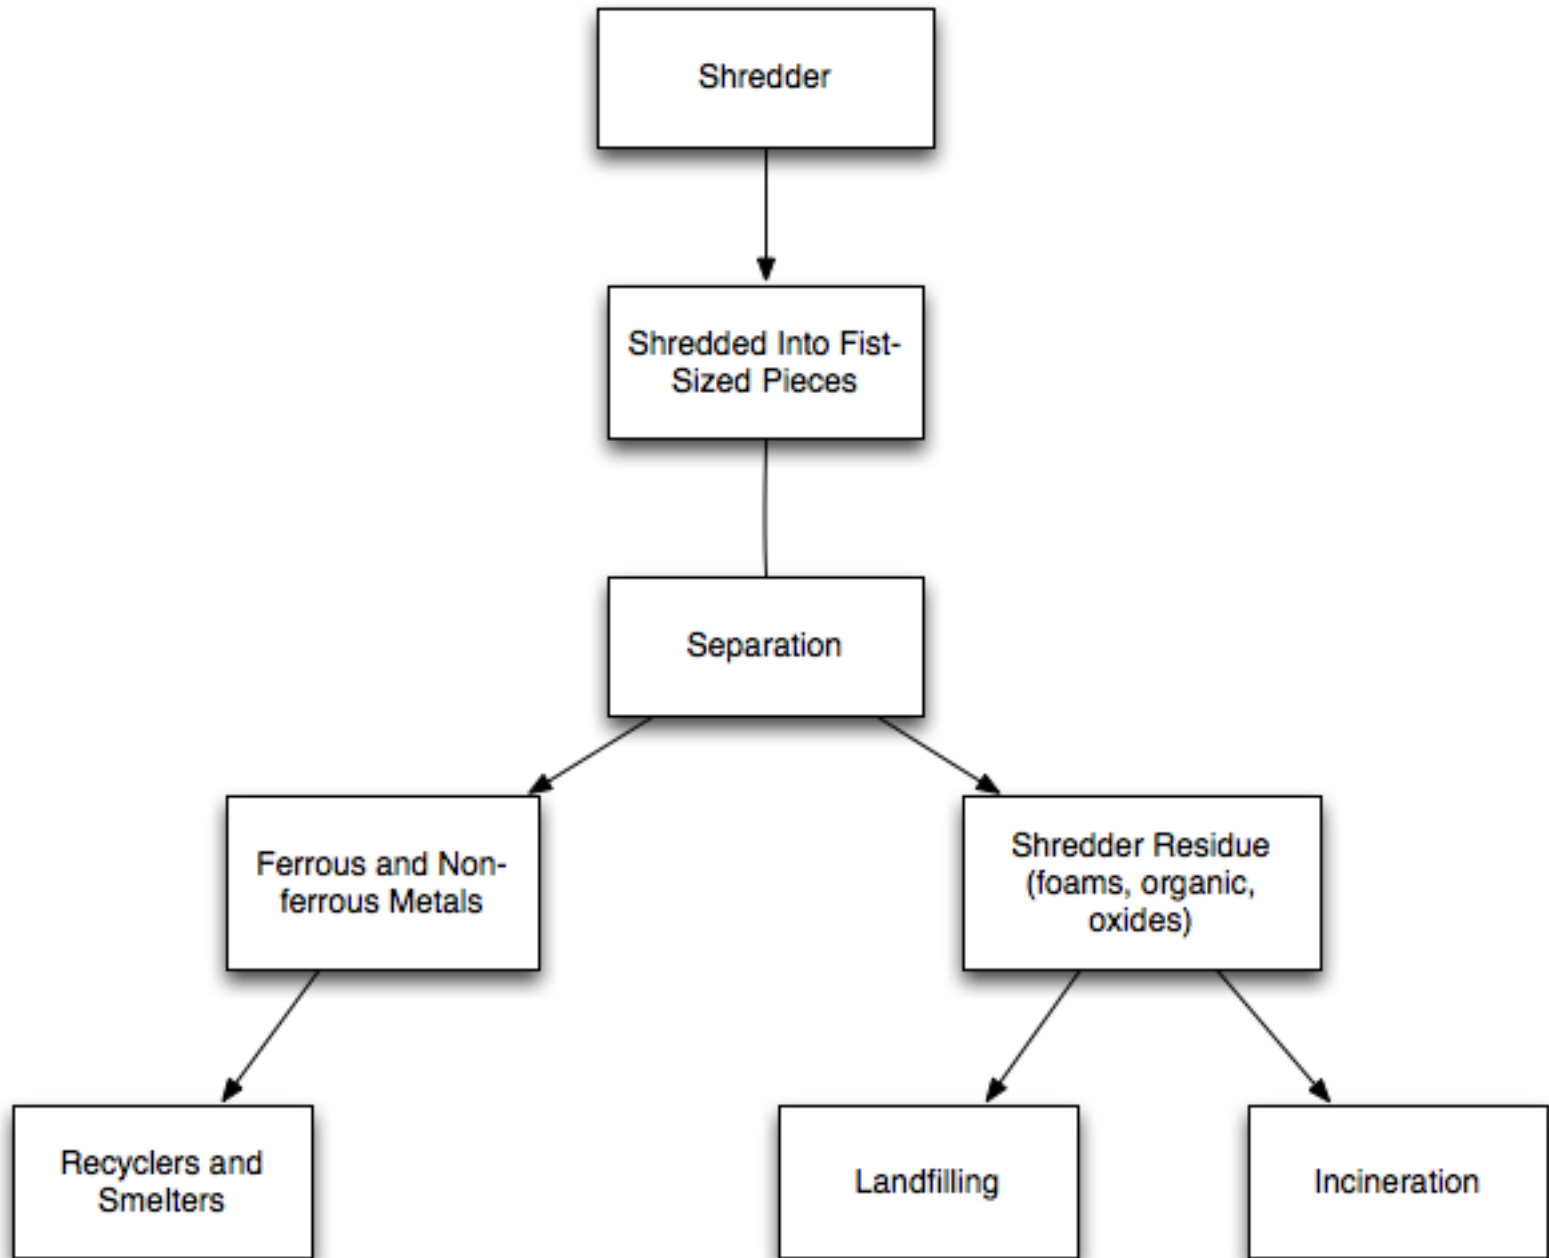 Shredder
Shredded Into Fist-
Sized Pieces
Separation
Ferrous and Non-
ferrous Metals
Shredder Residue
(foams, organic,
oxides)
Recyclers and
Smelters
Landfilling
Incineration